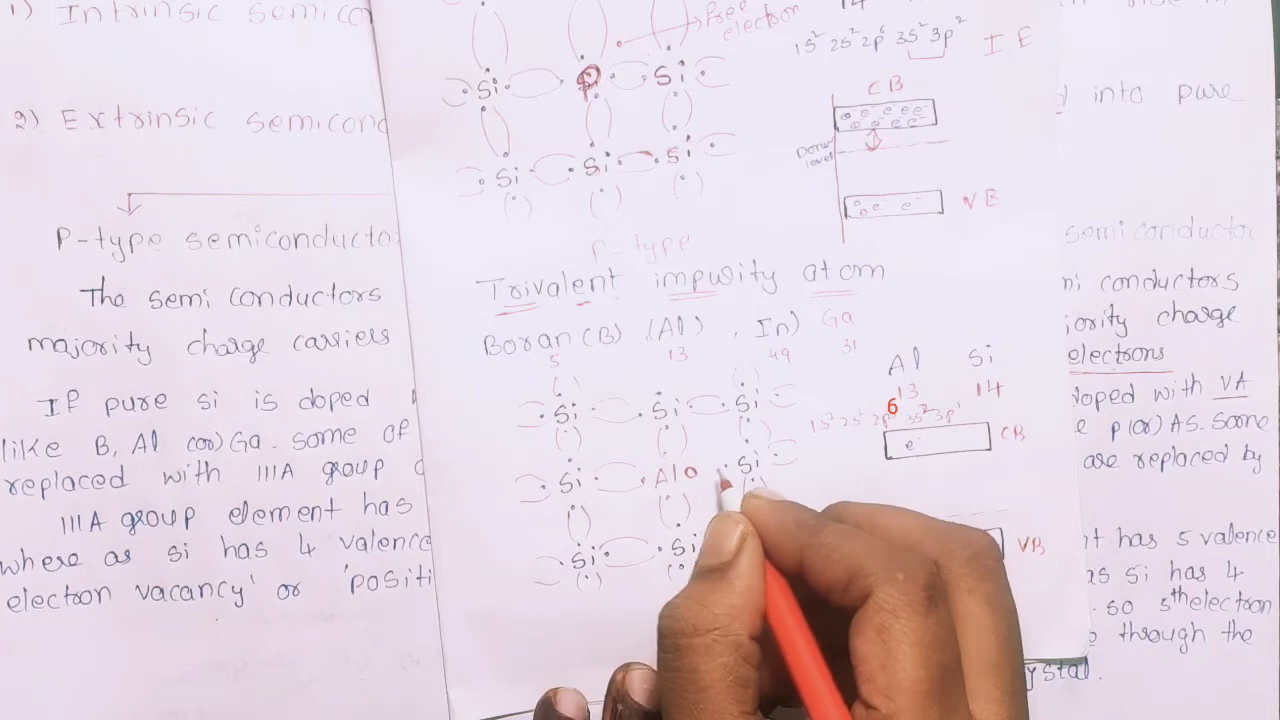 1) Intrinsic semicon
2) Extrinsic semicond
P-type semiconducto
The semi conductors
majority charge carriers
If pure si is doped
like B, Al (or) Ga. some of
replaced with IIIA group
IIIA group element has
where as si has 4 valence
electron vacancy' or 'positi
free
electron
14
1s² 2s² 2p⁶ 3s² 3p²
I.E
Si P Si
Si Si Si
CB
e⁻ e⁻ e⁻ e⁻
e⁻ e⁻ e⁻
Donor
level
e⁻ e⁻
VB
P-type
Trivalent impurity atom
Boran (B) , (Al) , In) Ga
5 13 49 31
Si Si Si
Si Al Si
Si Si
Al Si
13 14
1s² 2s² 2p⁶ 3s² 3p¹
e⁻
CB
VB
into pure
semiconductor
mi conductors
jority charge
electrons
doped with VA
P (or) AS. Some
are replaced by
nt has 5 valence
as Si has 4
. so 5th electron
through the
ystal.